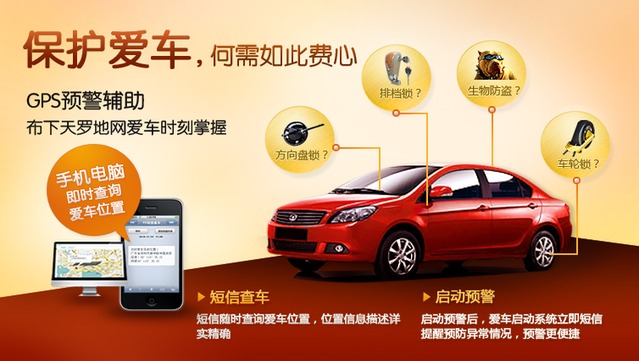 保护爱车，何需如此费心
GPS预警辅助
布下天罗地网爱车时刻掌握
排档锁？
生物防盗？
方向盘锁？
车轮锁？
手机电脑
即时查询
爱车位置
▸ 短信查车
短信随时查询爱车位置，位置信息描述详
实精确
▸ 启动预警
启动预警后，爱车启动系统立即短信
提醒预防异常情况，预警更便捷